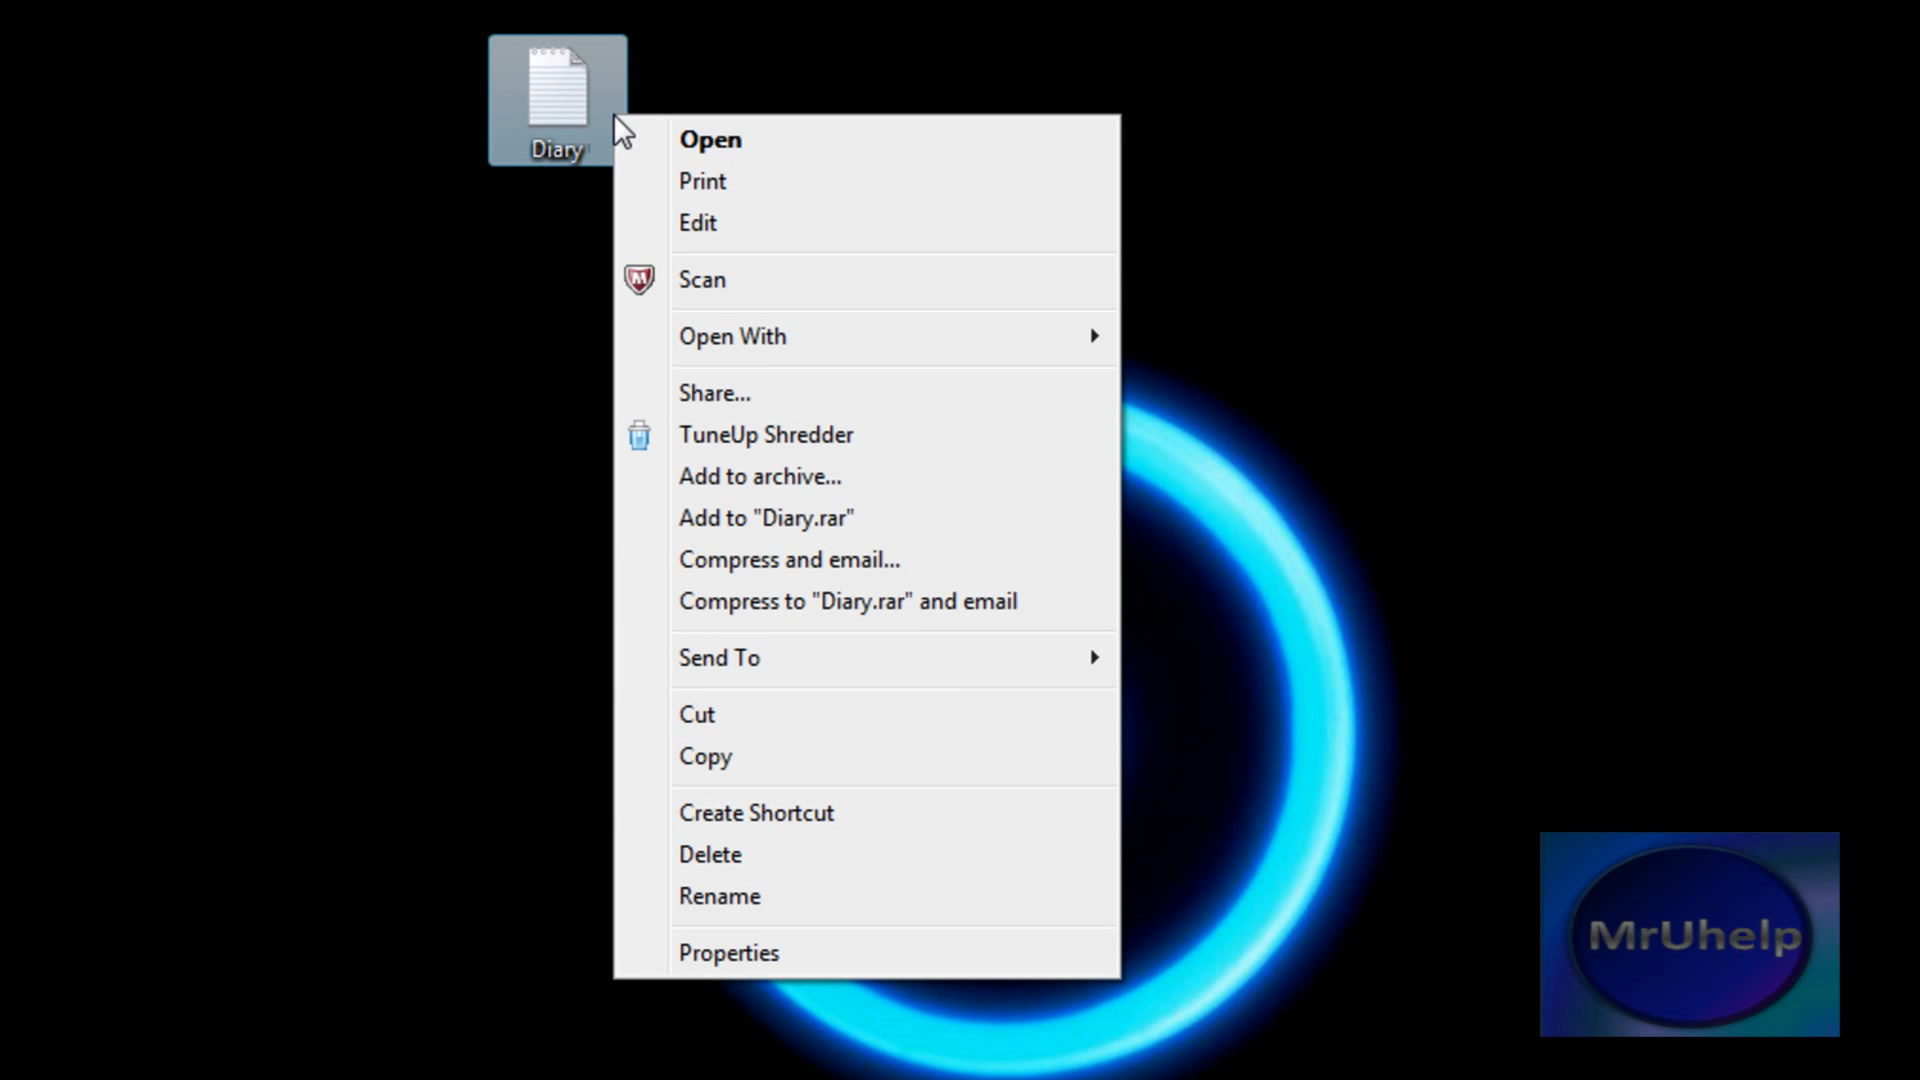 Diary
Open
Print
Edit
Scan
Open With
Share...
TuneUp Shredder
Add to archive...
Add to "Diary.rar"
Compress and email...
Compress to "Diary.rar" and email
Send To
Cut
Copy
Create Shortcut
Delete
Rename
Properties
MrUhelp